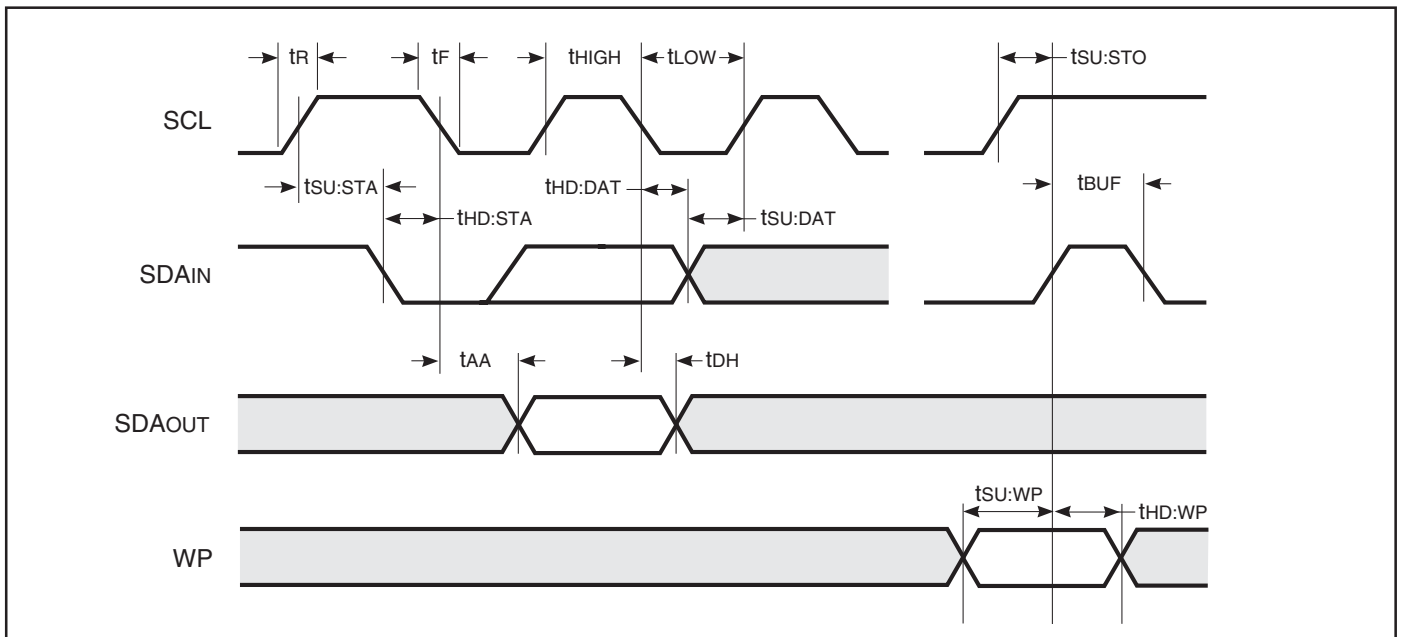 tR
tF
tHIGH
tLOW
tSU:STO
SCL
tSU:STA
tHD:STA
tHD:DAT
tSU:DAT
tBUF
SDAIN
tAA
tDH
SDAOUT
tSU:WP
tHD:WP
WP